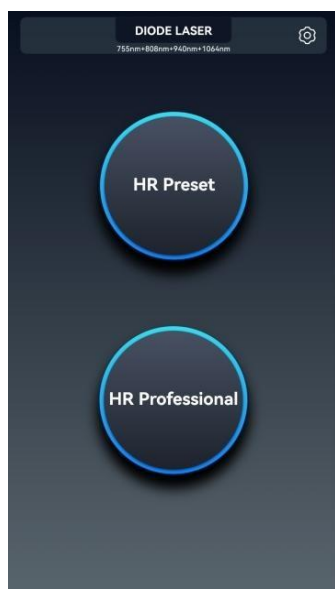 DIODE LASER
755nm+808nm+940nm+1064nm
HR Preset
HR Professional